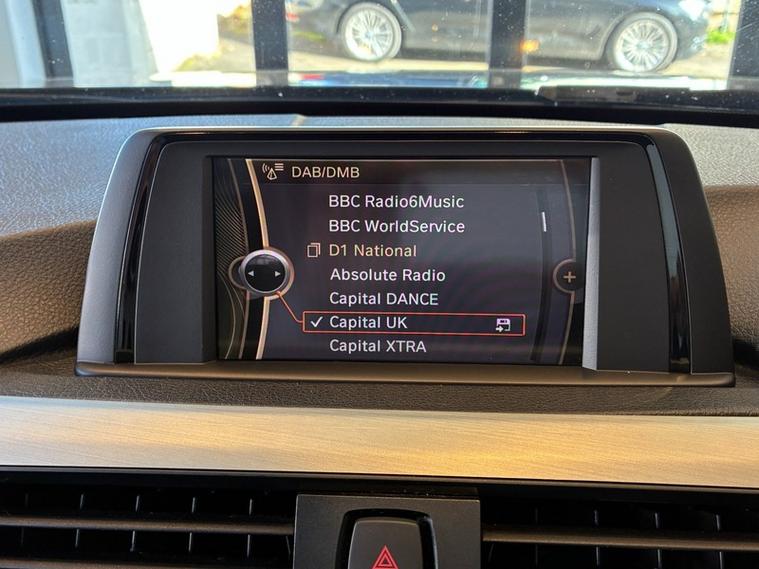 DAB/DMB
BBC Radio6Music
BBC WorldService
D1 National
Absolute Radio
Capital DANCE
Capital UK
Capital XTRA